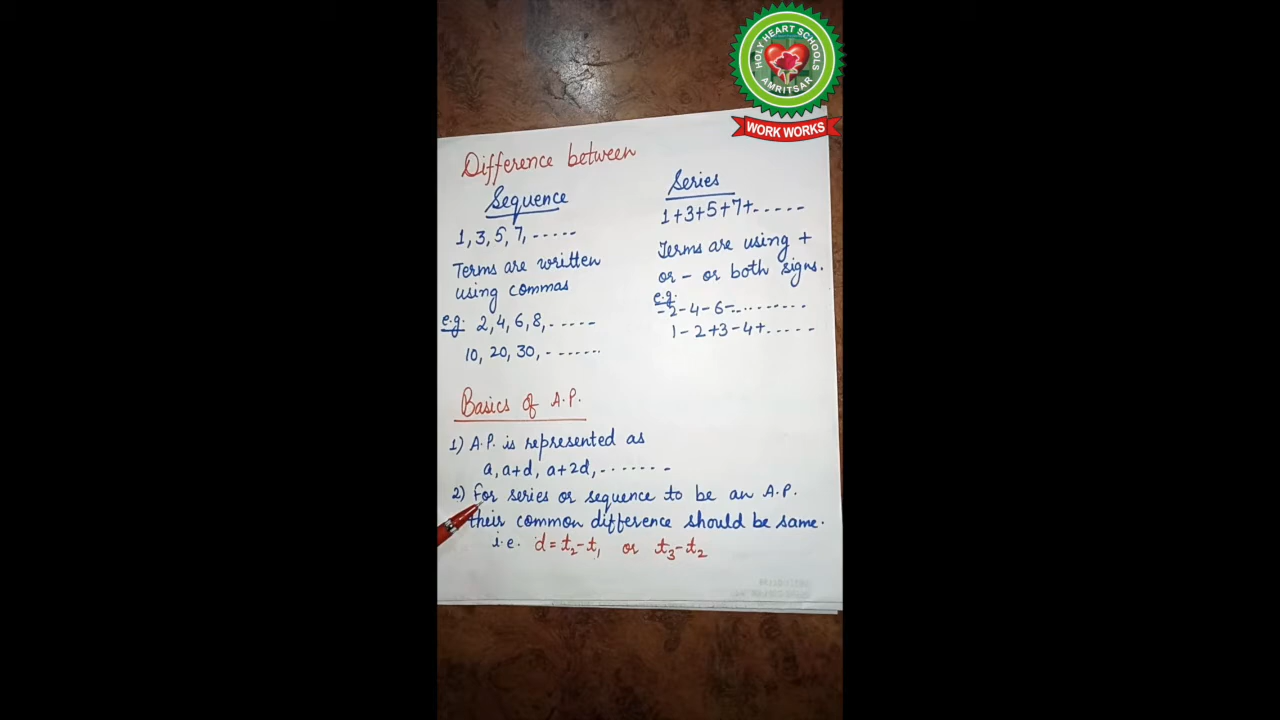 HOLY HEART SCHOOLS
AMRITSAR
WORK WORKS
Difference between
Sequence
1, 3, 5, 7, -----
Terms are written
using commas
e.g. 2, 4, 6, 8, -----
10, 20, 30, -------
Series
1+3+5+7+-----
Terms are using +
or - or both signs.
e.g.
-2-4-6-.........
1-2+3-4+.....
Basics of A.P.
1) A.P. is represented as
a, a+d, a+2d, -------
2) For series or sequence to be an A.P.
their common difference should be same.
i.e. d = t₂-t₁ or t₃-t₂